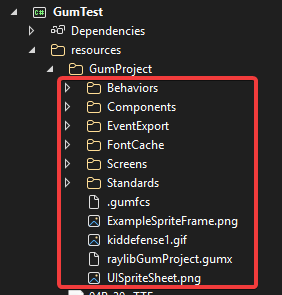 C# GumTest
Dependencies
resources
GumProject
Behaviors
Components
EventExport
FontCache
Screens
Standards
.gumfcs
ExampleSpriteFrame.png
kiddefense1.gif
raylibGumProject.gumx
UISpriteSheet.png